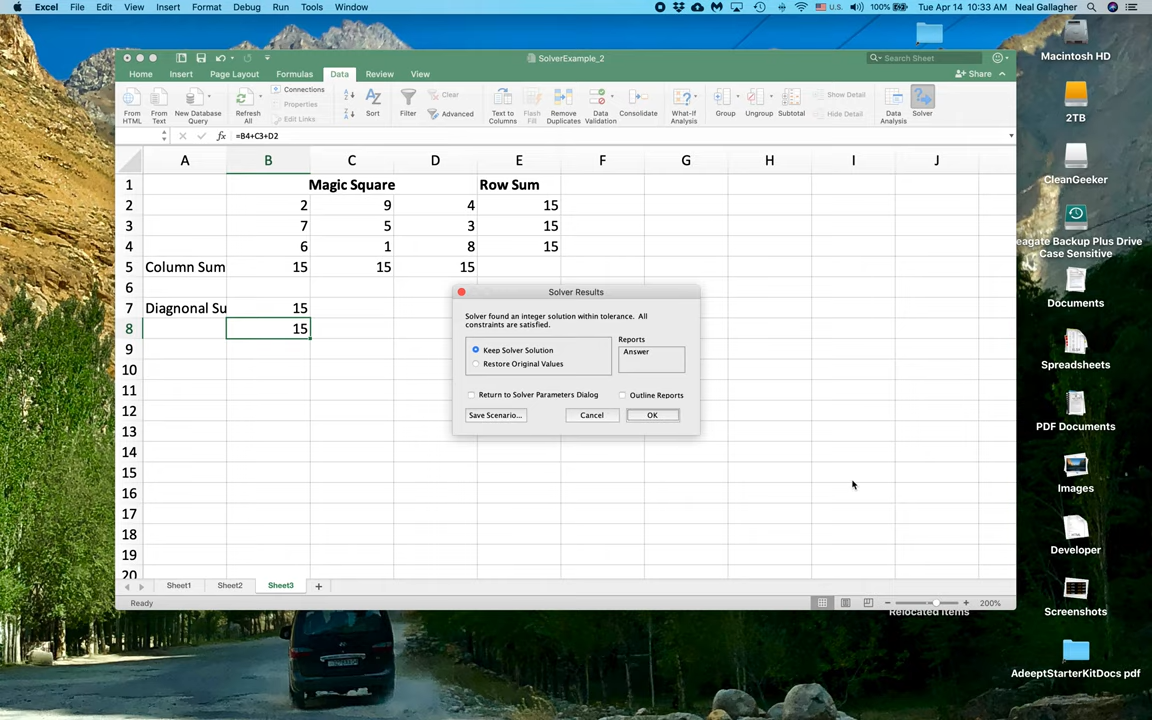 Excel File Edit View Insert Format Debug Run Tools Window U.S. 100% Tue Apr 14 10:33 AM Neal Gallagher
SolverExample_2
Search Sheet
Home Insert Page Layout Formulas Data Review View
Share
From HTML
From Text
New Database Query
Refresh All
Connections
Properties
Edit Links
Sort
Filter
Clear
Advanced
Text to Columns
Flash Fill
Remove Duplicates
Data Validation
Consolidate
What-If Analysis
Group
Ungroup
Subtotal
Show Detail
Hide Detail
Data Analysis
Solver
fx =B4+C3+D2
A B C D E F G H I J
1 Magic Square Row Sum
2 2 9 4 15
3 7 5 3 15
4 6 1 8 15
5 Column Sum 15 15 15
6
7 Diagnonal Su 15
8 15
9
10
11
12
13
14
15
16
17
18
19
20
Solver Results
Solver found an integer solution within tolerance. All
constraints are satisfied.
Keep Solver Solution
Restore Original Values
Reports
Answer
Return to Solver Parameters Dialog
Outline Reports
Save Scenario...
Cancel
OK
Sheet1 Sheet2 Sheet3
Ready
200%
Macintosh HD
2TB
CleanGeeker
eagate Backup Plus Drive
Case Sensitive
Documents
Spreadsheets
PDF Documents
Images
Developer
Screenshots
Relocated Items
AdeeptStarterKitDocs pdf